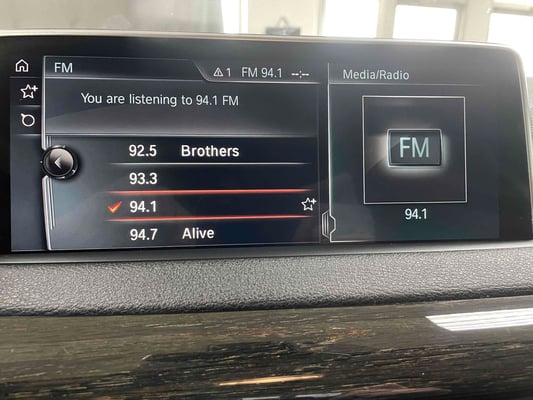 FM
1 FM 94.1 --:--
Media/Radio
You are listening to 94.1 FM
92.5 Brothers
93.3
94.1
94.7 Alive
FM
94.1